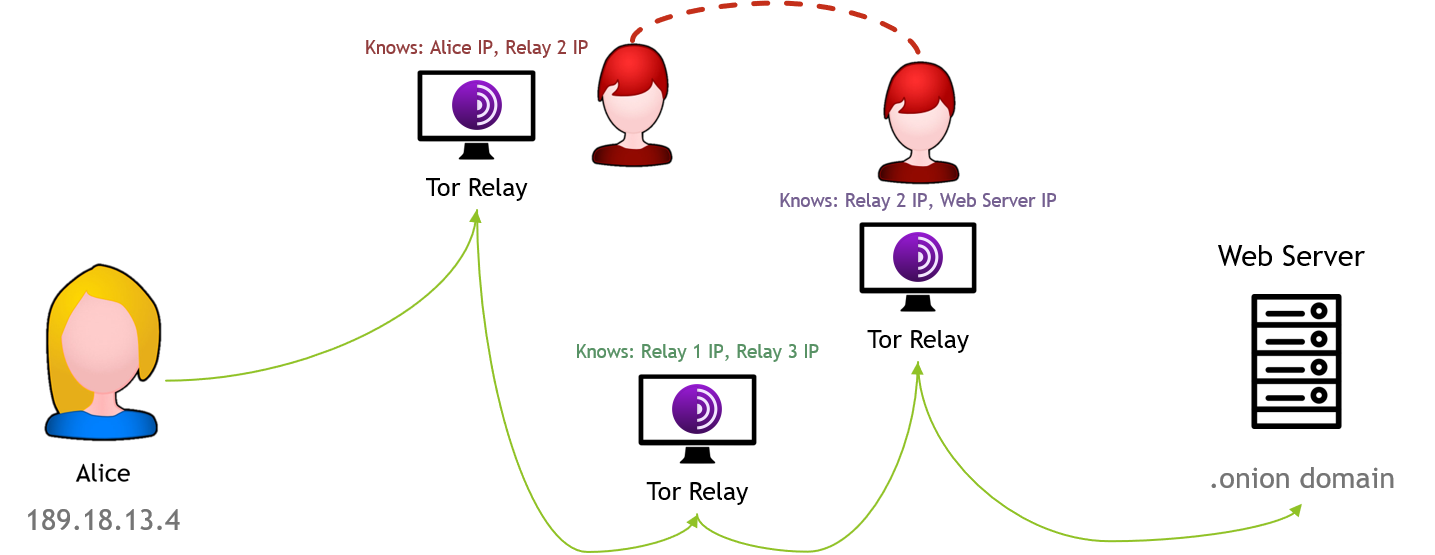 Knows: Alice IP, Relay 2 IP
Tor Relay
Knows: Relay 2 IP, Web Server IP
Tor Relay
Web Server
Knows: Relay 1 IP, Relay 3 IP
Tor Relay
Alice
189.18.13.4
.onion domain